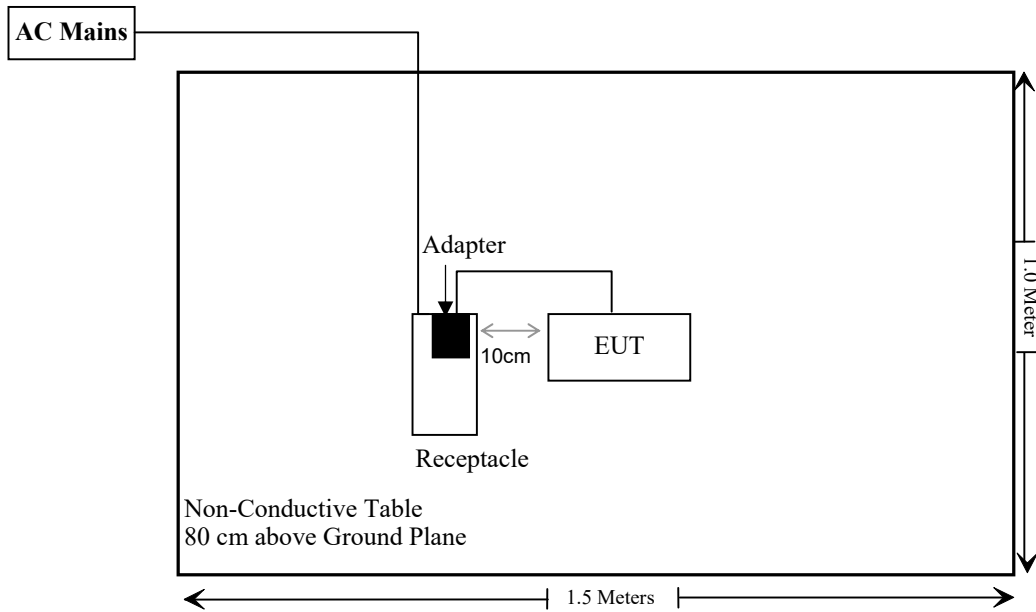 AC Mains
Adapter
10cm
EUT
1.0 Meter
Receptacle
Non-Conductive Table
80 cm above Ground Plane
1.5 Meters